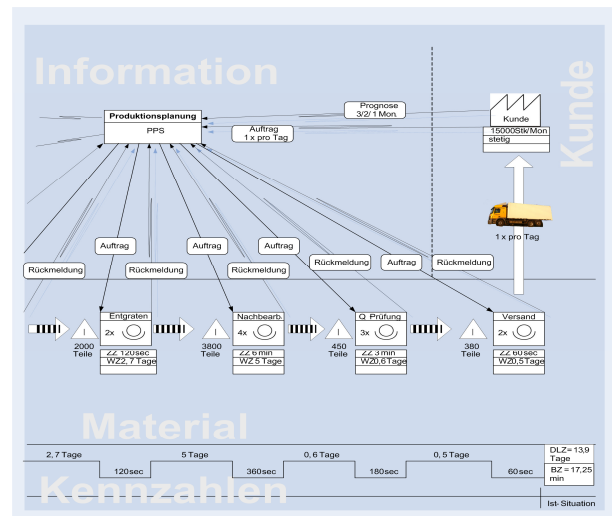 Information
Kunde
Prognose
3/2/ 1 Mon.
Produktionsplanung
PPS
Auftrag
1 x pro Tag
Kunde
15000Stk/Mon
stetig
1 x pro Tag
Auftrag
Auftrag
Auftrag
Auftrag
Rückmeldung
Rückmeldung
Rückmeldung
Rückmeldung
Rückmeldung
Entgraten
2x
I
2000
Teile
ZZ 120sec
WZ2, 7 Tage
Nachbearb.
4x
I
3800
Teile
ZZ 6 min
WZ 5 Tage
Q. Prüfung
3x
I
450
Teile
ZZ 3 min
WZ0,6 Tage
Versand
2x
I
380
Teile
ZZ 60sec
WZ0,5Tage
Material
2, 7 Tage
5 Tage
0, 6 Tage
0, 5 Tage
120sec
360sec
180sec
60sec
DLZ= 13,9
Tage
BZ = 17,25
min
Kennzahlen
Ist- Situation